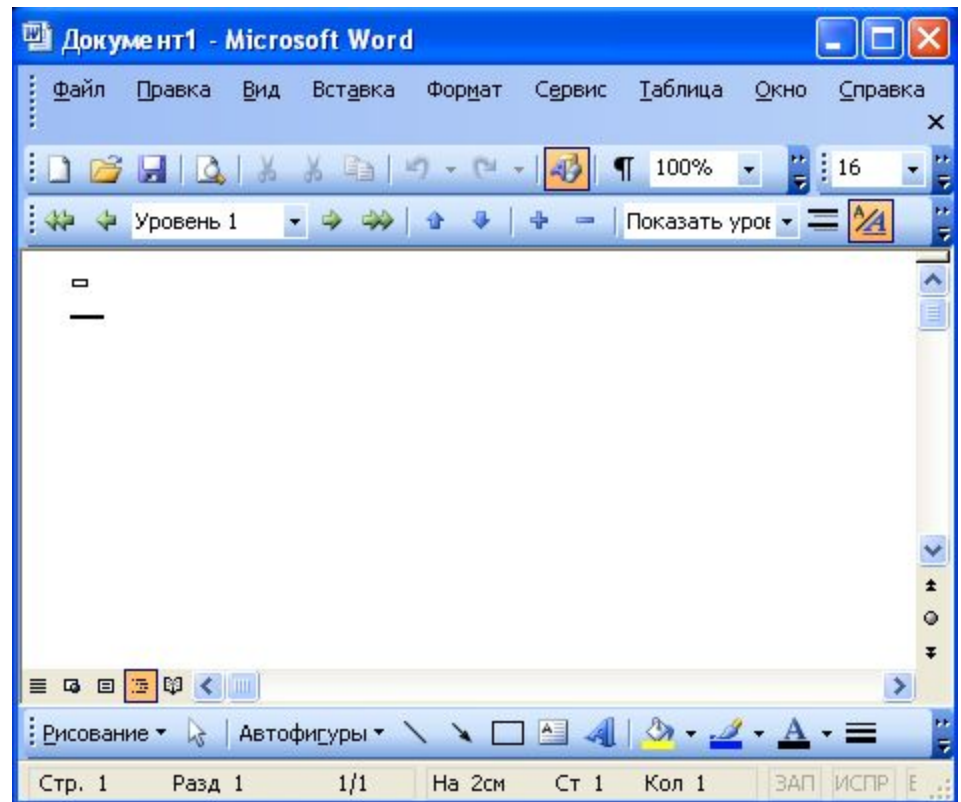 Документ1 - Microsoft Word
Файл Правка Вид Вставка Формат Сервис Таблица Окно Справка
100% 16
Уровень 1 Показать уров
Рисование Автофигуры
Стр. 1 Разд 1 1/1 На 2см Ст 1 Кол 1 ЗАП ИСПР